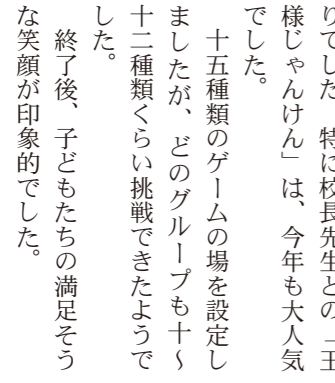 りでした。特に校長先生との「王
様じゃんけん」は、今年も大人気
でした。
十五種類のゲームの場を設定し
ましたが、どのグループも十～
十二種類くらい挑戦できたようで
した。
終了後、子どもたちの満足そう
な笑顔が印象的でした。